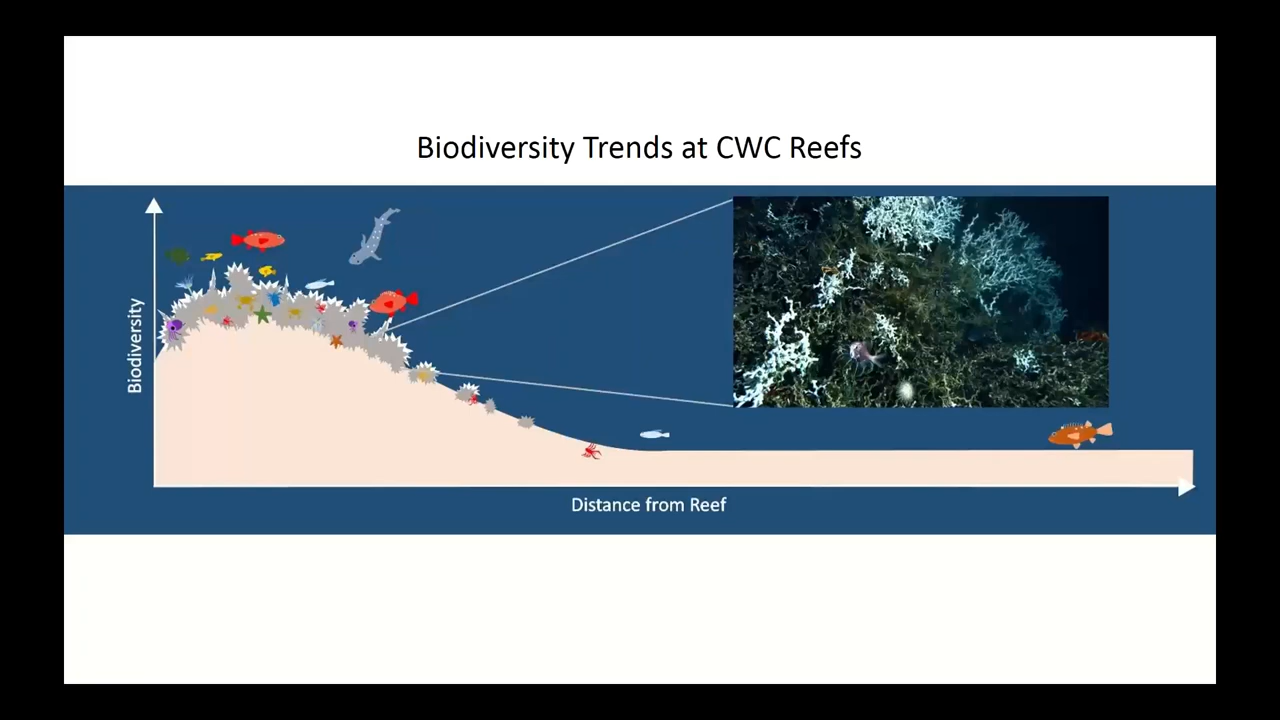 Biodiversity Trends at CWC Reefs
Biodiversity
Distance from Reef